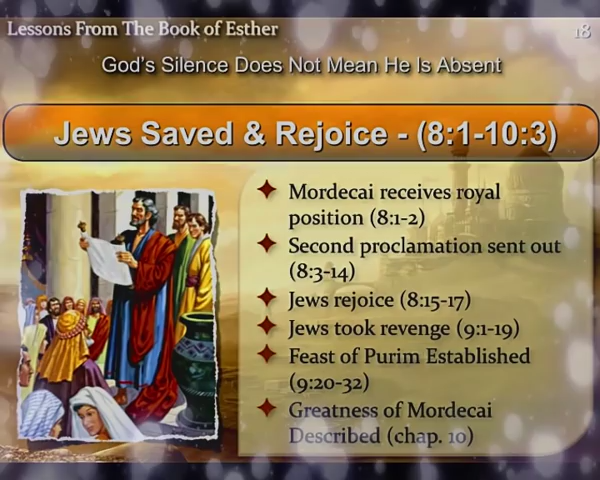 Lessons From The Book of Esther
18
God's Silence Does Not Mean He Is Absent
Jews Saved & Rejoice - (8:1-10:3)
Mordecai receives royal
position (8:1-2)
Second proclamation sent out
(8:3-14)
Jews rejoice (8:15-17)
Jews took revenge (9:1-19)
Feast of Purim Established
(9:20-32)
Greatness of Mordecai
Described (chap. 10)